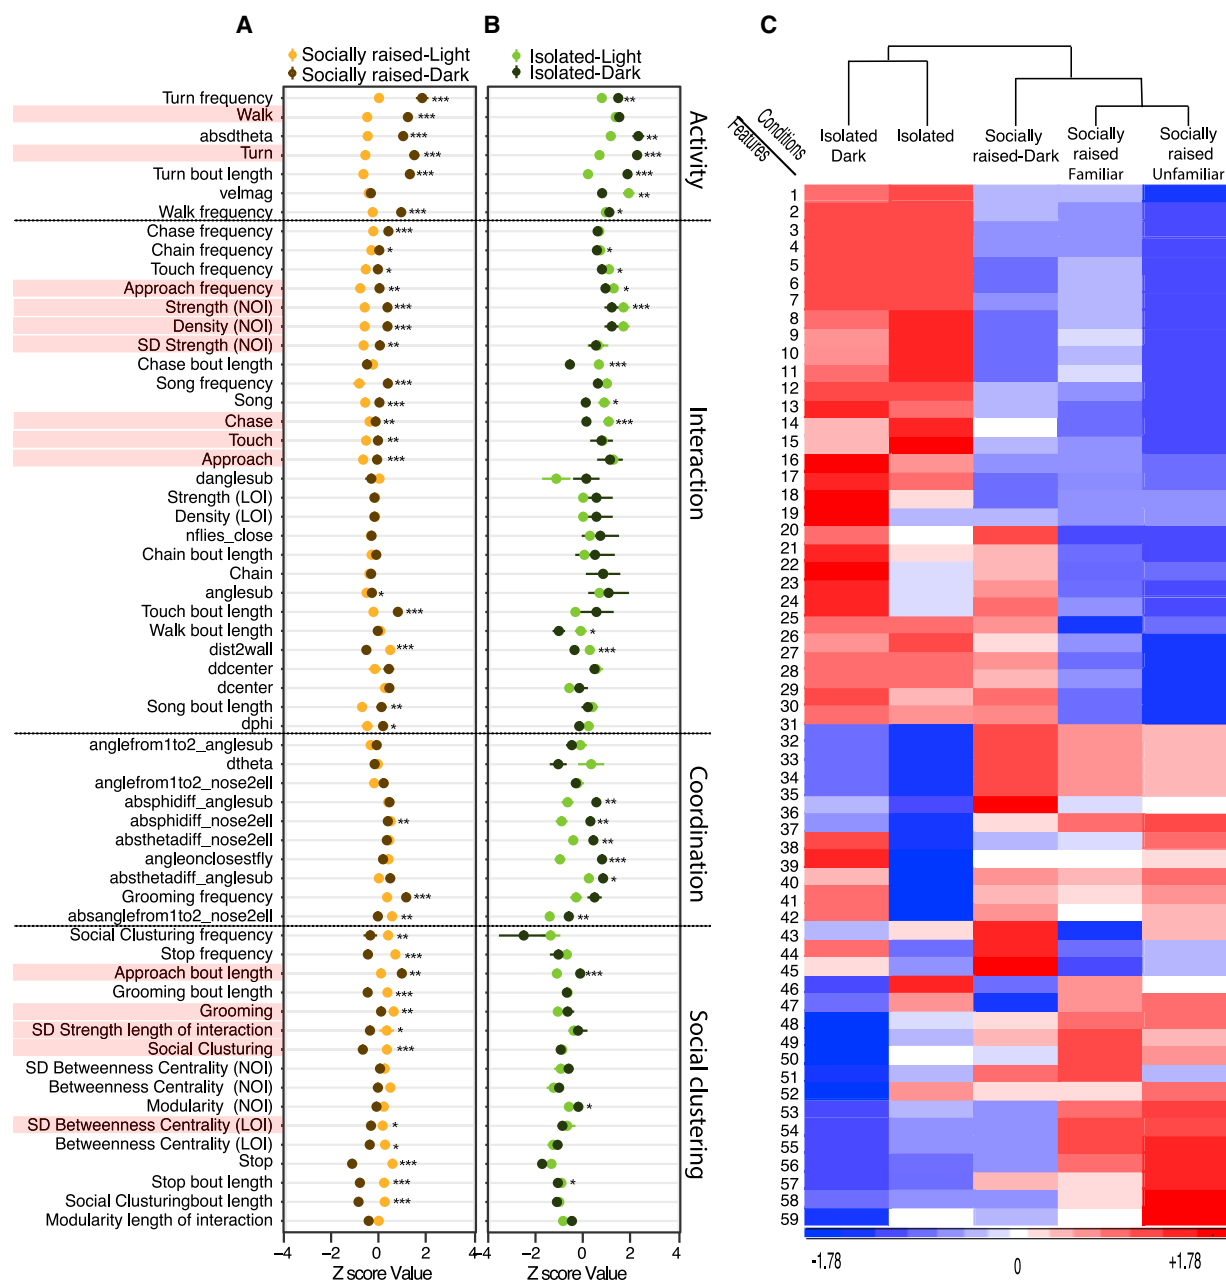 A
B
C
Socially raised-Light
Socially raised-Dark
Isolated-Light
Isolated-Dark
Turn frequency
Walk
absdtheta
Turn
Turn bout length
velmag
Walk frequency
Chase frequency
Chain frequency
Touch frequency
Approach frequency
Strength (NOI)
Density (NOI)
SD Strength (NOI)
Chase bout length
Song frequency
Song
Chase
Touch
Approach
danglesub
Strength (LOI)
Density (LOI)
nflies_close
Chain bout length
Chain
anglesub
Touch bout length
Walk bout length
dist2wall
ddcenter
dcenter
Song bout length
dphi
anglefrom1to2_anglesub
dtheta
anglefrom1to2_nose2ell
absphidiff_anglesub
absphidiff_nose2ell
absthetadiff_nose2ell
angleonclosestfly
absthetadiff_anglesub
Grooming frequency
absanglefrom1to2_nose2ell
Social Clusturing frequency
Stop frequency
Approach bout length
Grooming bout length
Grooming
SD Strength length of interaction
Social Clusturing
SD Betweenness Centrality (NOI)
Betweenness Centrality (NOI)
Modularity (NOI)
SD Betweenness Centrality (LOI)
Betweenness Centrality (LOI)
Stop
Stop bout length
Social Clusturingbout length
Modularity length of interaction
−4 −2 0 2 4
Z score Value
−4 −2 0 2 4
Z score Value
Activity
Interaction
Coordination
Social clustering
Conditions
Features
Isolated
Dark
Isolated
Socially
raised-Dark
Socially
raised
Familiar
Socially
raised
Unfamiliar
1
2
3
4
5
6
7
8
9
10
11
12
13
14
15
16
17
18
19
20
21
22
23
24
25
26
27
28
29
30
31
32
33
34
35
36
37
38
39
40
41
42
43
44
45
46
47
48
49
50
51
52
53
54
55
56
57
58
59
-1.78 0 +1.78